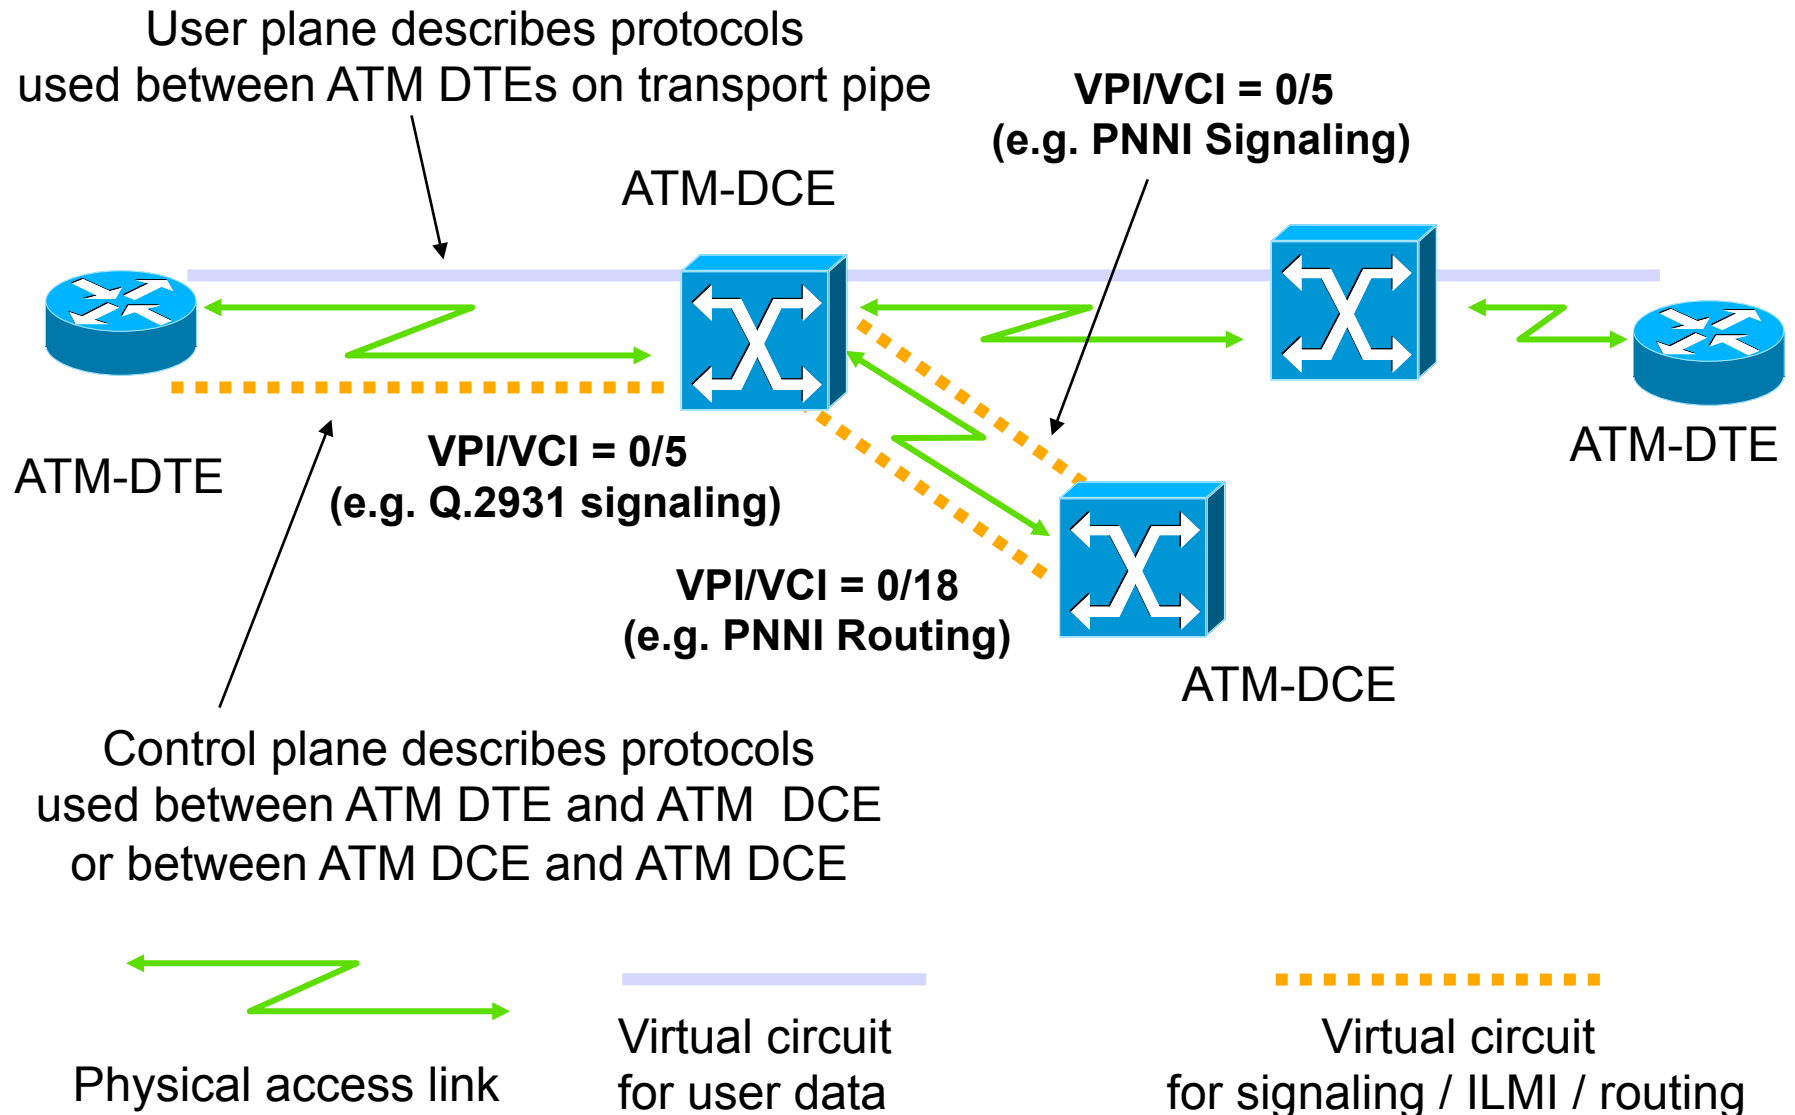 User plane describes protocols
used between ATM DTEs on transport pipe
VPI/VCI = 0/5
(e.g. PNNI Signaling)
ATM-DCE
ATM-DTE
VPI/VCI = 0/5
(e.g. Q.2931 signaling)
ATM-DTE
VPI/VCI = 0/18
(e.g. PNNI Routing)
ATM-DCE
Control plane describes protocols
used between ATM DTE and ATM  DCE
or between ATM DCE and ATM DCE
Physical access link
Virtual circuit
for user data
Virtual circuit
for signaling / ILMI / routing